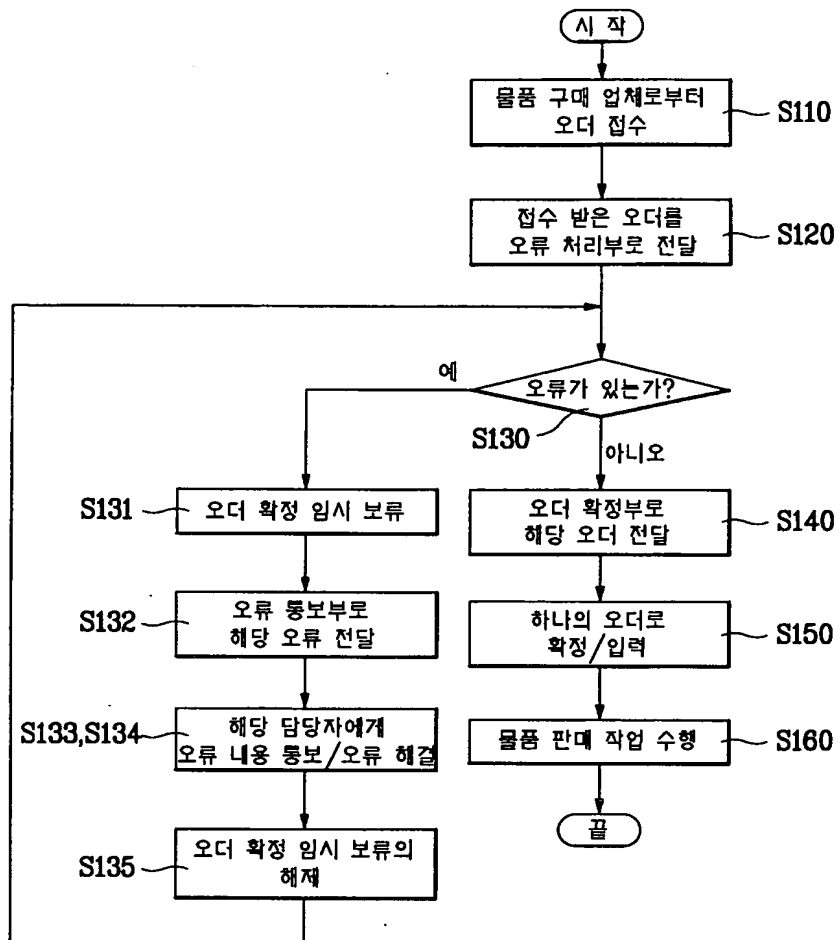 시 작
물품 구매 업체로부터
오더 접수
S110
접수 받은 오더를
오류 처리부로 전달
S120
예
오류가 있는가?
S130
아니오
S131
오더 확정 임시 보류
오더 확정부로
해당 오더 전달
S140
S132
오류 통보부로
해당 오류 전달
하나의 오더로
확정/입력
S150
S133,S134
해당 담당자에게
오류 내용 통보/오류 해결
물품 판매 작업 수행
S160
S135
오더 확정 임시 보류의
해제
끝